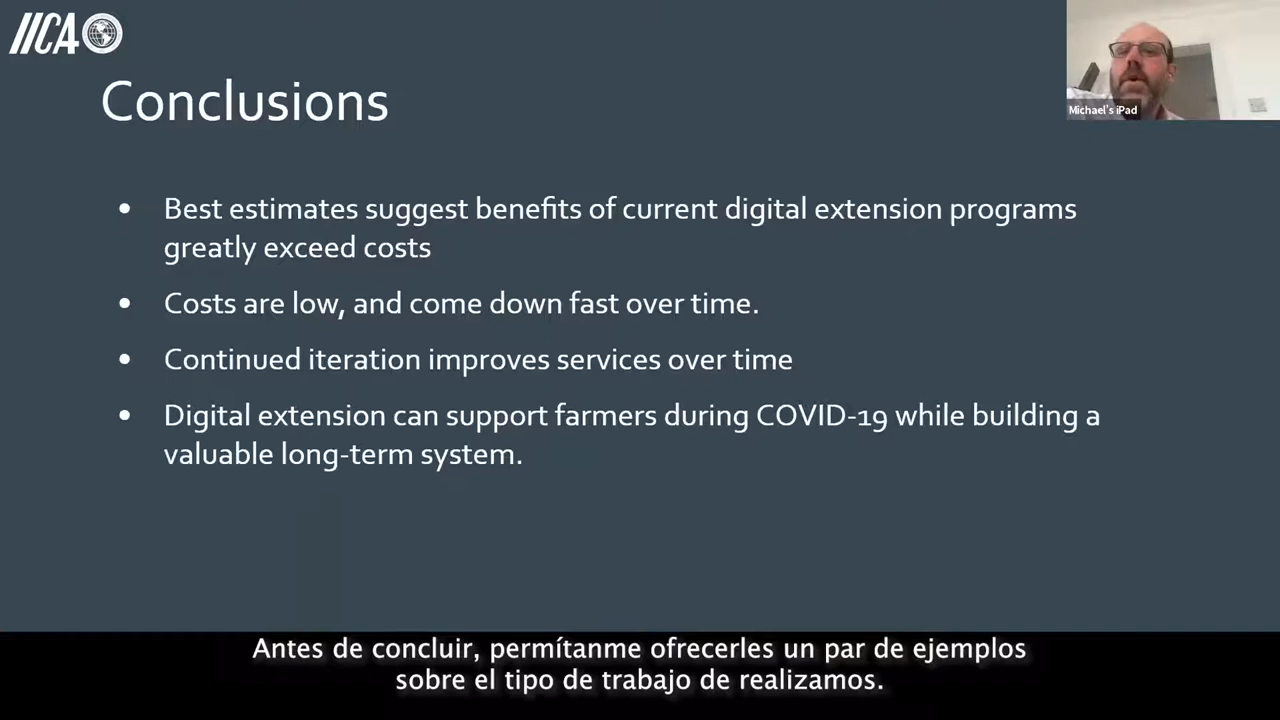 IICA
Conclusions
Michael's iPad
• Best estimates suggest benefits of current digital extension programs
greatly exceed costs
• Costs are low, and come down fast over time.
• Continued iteration improves services over time
• Digital extension can support farmers during COVID-19 while building a
valuable long-term system.
Antes de concluir, permítanme ofrecerles un par de ejemplos
sobre el tipo de trabajo de realizamos.